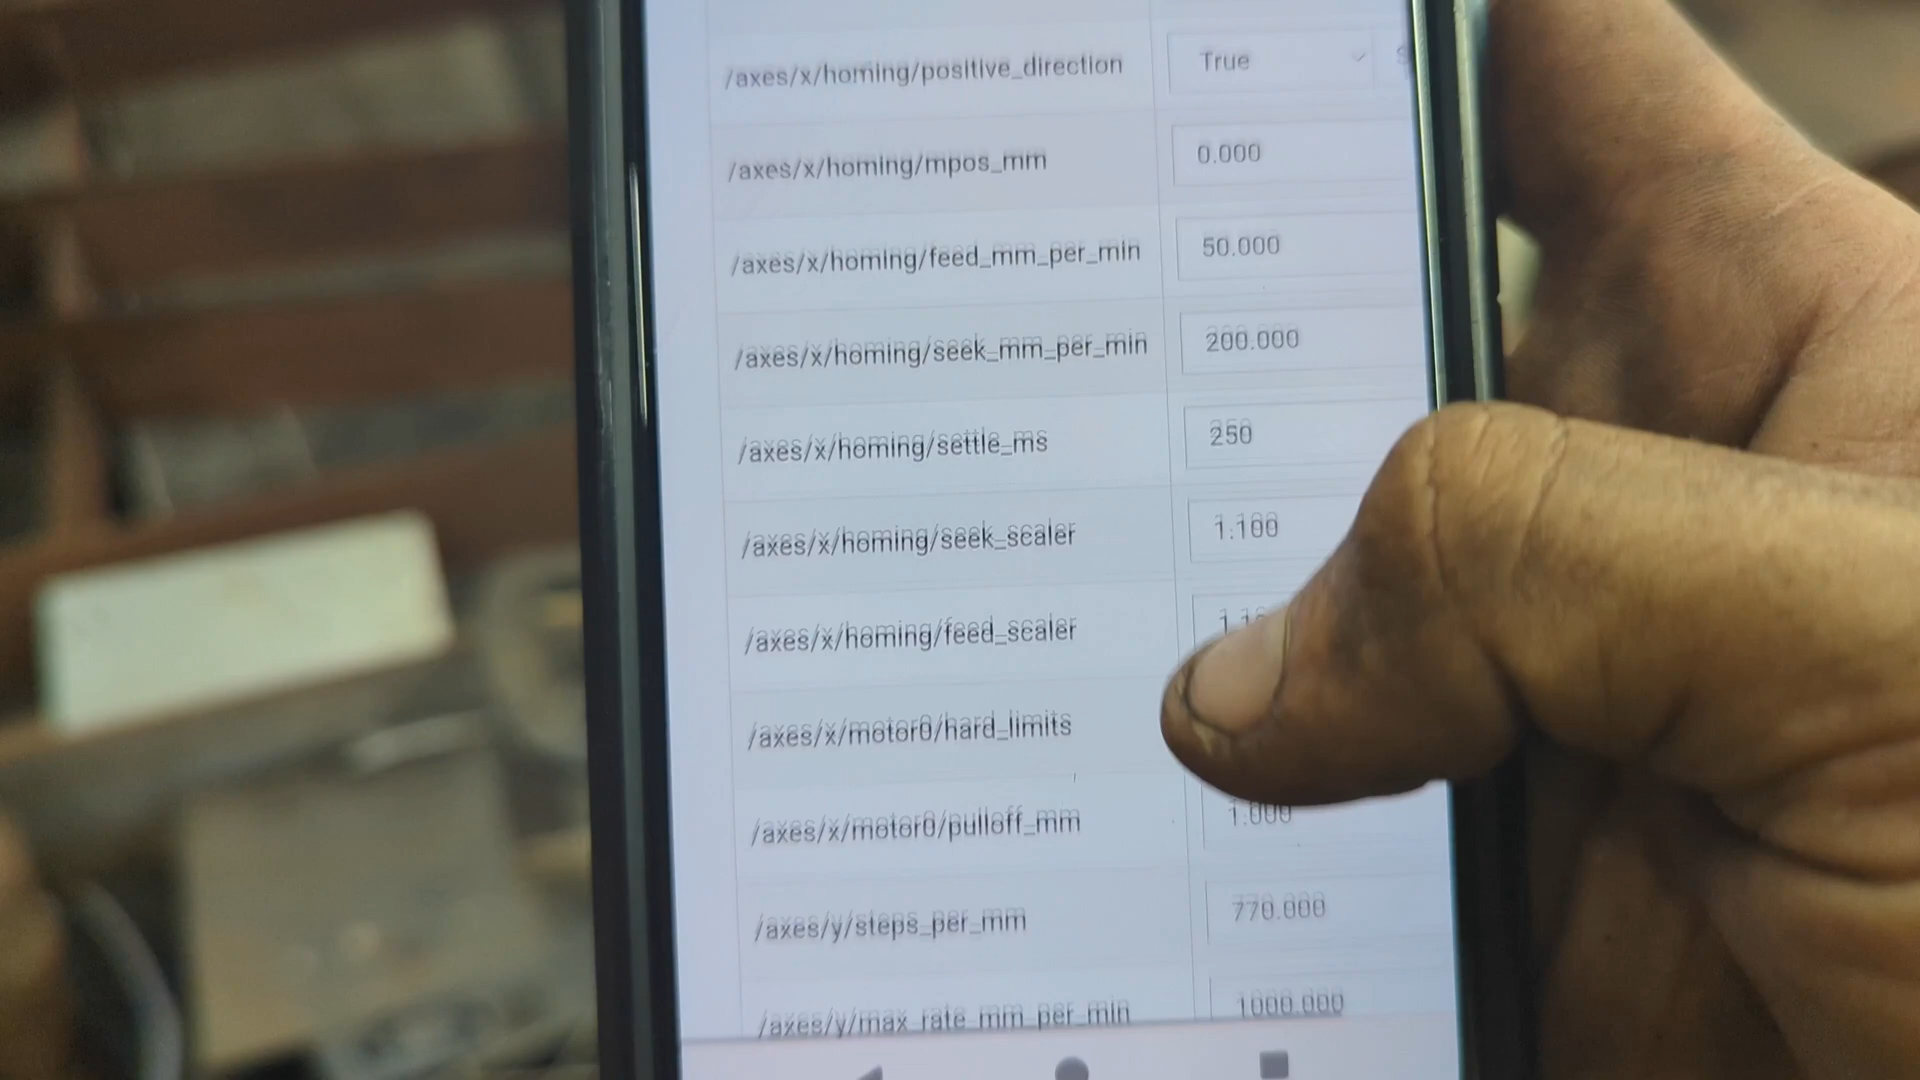 /axes/x/homing/positive_direction True
/axes/x/homing/mpos_mm 0.000
/axes/x/homing/feed_mm_per_min 50.000
/axes/x/homing/seek_mm_per_min 200.000
/axes/x/homing/settle_ms 250
/axes/x/homing/seek_scaler 1.100
/axes/x/homing/feed_scaler
/axes/x/motor0/hard_limits
/axes/x/motor0/pulloff_mm 1.000
/axes/y/steps_per_mm 770.000
/axes/y/max_rate_mm_per_min 1000.000